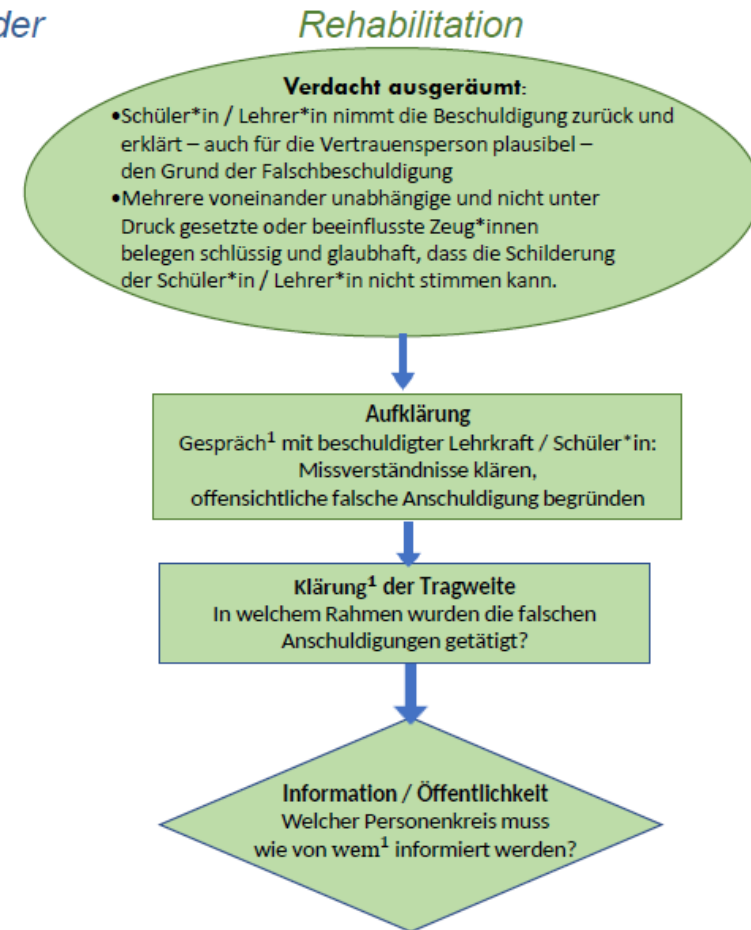 der
Rehabilitation
Verdacht ausgeräumt:
•Schüler*in / Lehrer*in nimmt die Beschuldigung zurück und
erklärt – auch für die Vertrauensperson plausibel –
den Grund der Falschbeschuldigung
•Mehrere voneinander unabhängige und nicht unter
Druck gesetzte oder beeinflusste Zeug*innen
belegen schlüssig und glaubhaft, dass die Schilderung
der Schüler*in / Lehrer*in nicht stimmen kann.
Aufklärung
Gespräch¹ mit beschuldigter Lehrkraft / Schüler*in:
Missverständnisse klären,
offensichtliche falsche Anschuldigung begründen
Klärung¹ der Tragweite
In welchem Rahmen wurden die falschen
Anschuldigungen getätigt?
Information / Öffentlichkeit
Welcher Personenkreis muss
wie von wem¹ informiert werden?